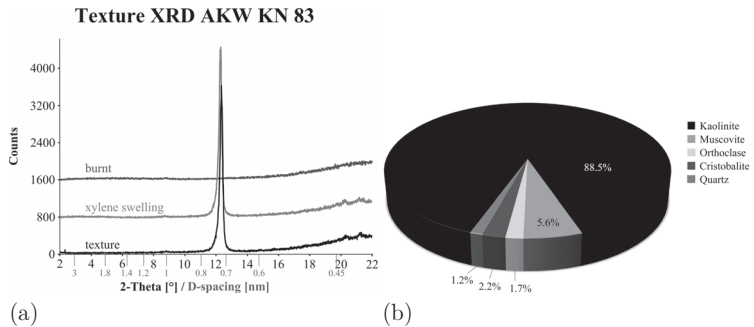 Texture XRD AKW KN 83
Counts
4000
3200
2400
1600
800
0
burnt
xylene swelling
texture
2 4 6 8 10 12 14 16 18 20 22
3 1.8 1.4 1.2 1 0.8 0.7 0.6 0.45
2-Theta [°] / D-spacing [nm]
(a)
88.5%
5.6%
1.2%
2.2%
1.7%
Kaolinite
Muscovite
Orthoclase
Cristobalite
Quartz
(b)